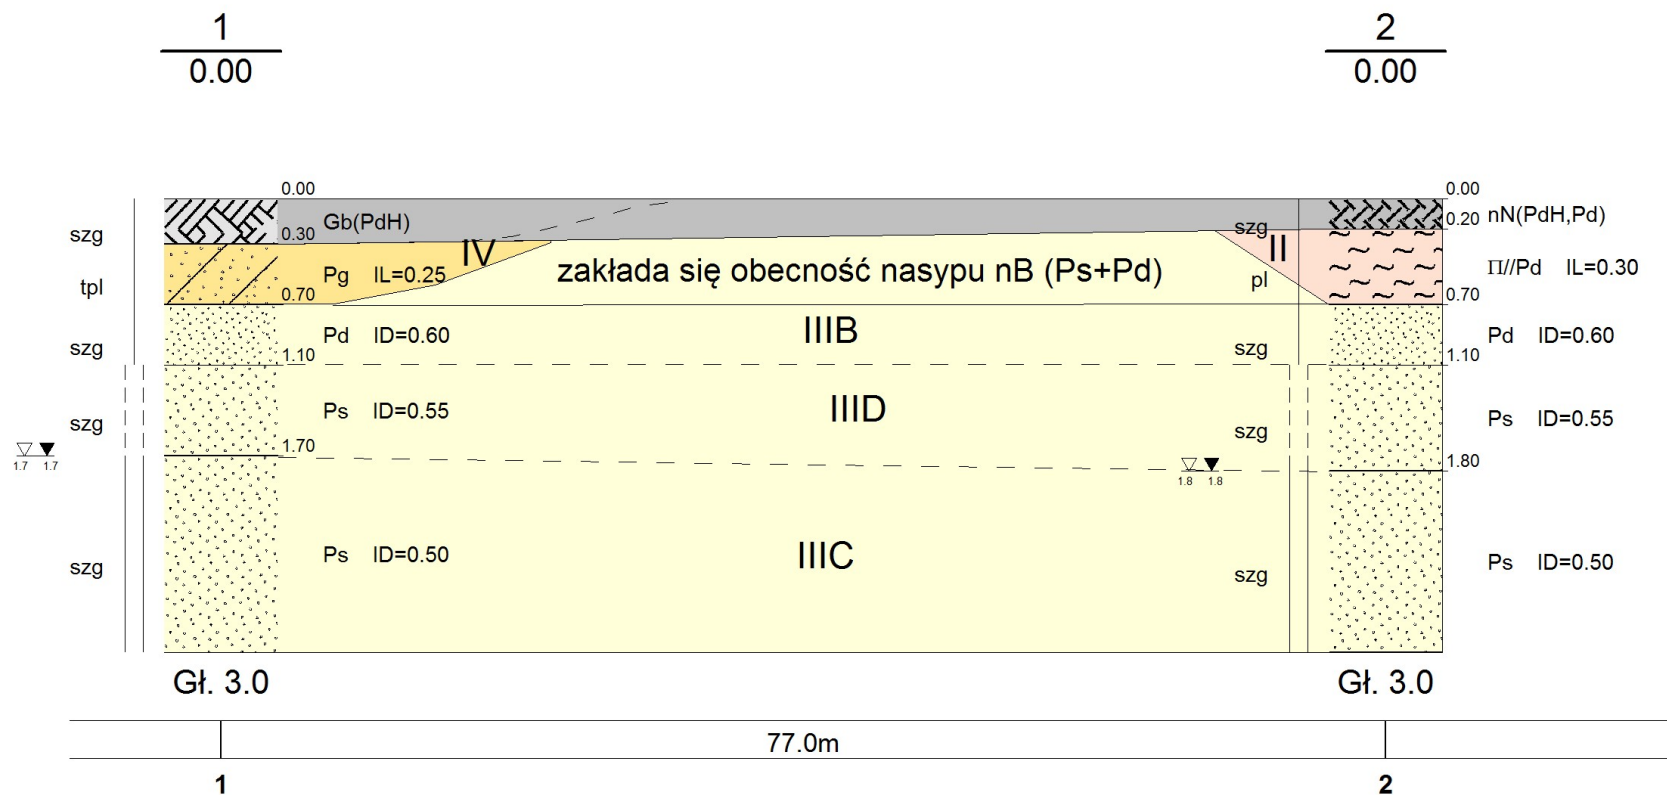 1
0.00
2
0.00
0.00
0.00
szg
Gb(PdH)
szg
0.20
nN(PdH,Pd)
0.30
IV
II
tpl
Pg IL=0.25
zakłada się obecność nasypu nB (Ps+Pd)
pl
Π//Pd IL=0.30
0.70
0.70
szg
Pd ID=0.60
IIIB
szg
Pd ID=0.60
1.10
1.10
szg
Ps ID=0.55
IIID
szg
Ps ID=0.55
1.70
1.80
1.7 1.7
1.8 1.8
szg
Ps ID=0.50
IIIC
szg
Ps ID=0.50
Gł. 3.0
Gł. 3.0
77.0m
1
2